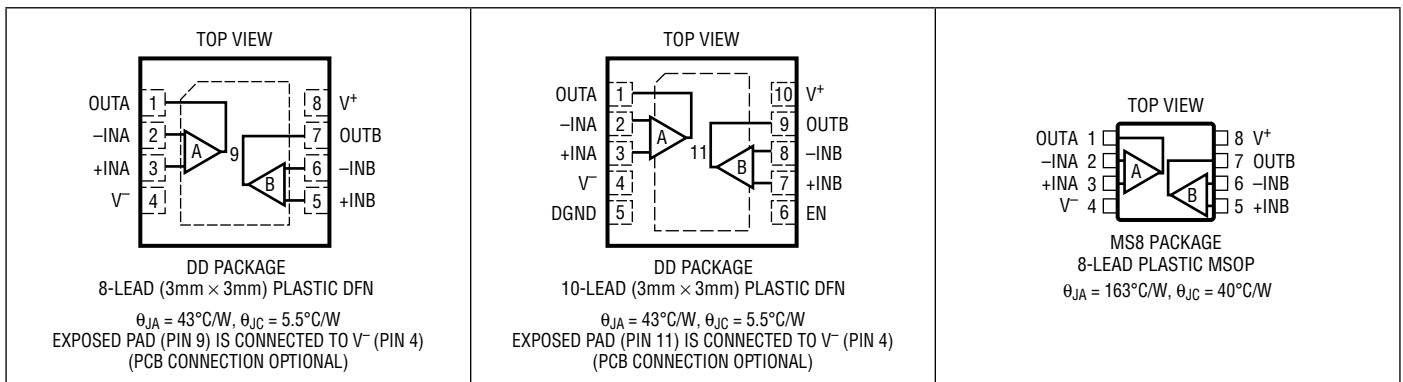 TOP VIEW
OUTA 1
–INA 2
+INA 3
V– 4
8 V+
7 OUTB
6 –INB
5 +INB
A
9
B
DD PACKAGE
8-LEAD (3mm × 3mm) PLASTIC DFN
θJA = 43°C/W, θJC = 5.5°C/W
EXPOSED PAD (PIN 9) IS CONNECTED TO V– (PIN 4)
(PCB CONNECTION OPTIONAL)
TOP VIEW
OUTA 1
–INA 2
+INA 3
V– 4
DGND 5
10 V+
9 OUTB
8 –INB
7 +INB
6 EN
A
11
B
DD PACKAGE
10-LEAD (3mm × 3mm) PLASTIC DFN
θJA = 43°C/W, θJC = 5.5°C/W
EXPOSED PAD (PIN 11) IS CONNECTED TO V– (PIN 4)
(PCB CONNECTION OPTIONAL)
TOP VIEW
OUTA 1
–INA 2
+INA 3
V– 4
8 V+
7 OUTB
6 –INB
5 +INB
A
B
MS8 PACKAGE
8-LEAD PLASTIC MSOP
θJA = 163°C/W, θJC = 40°C/W